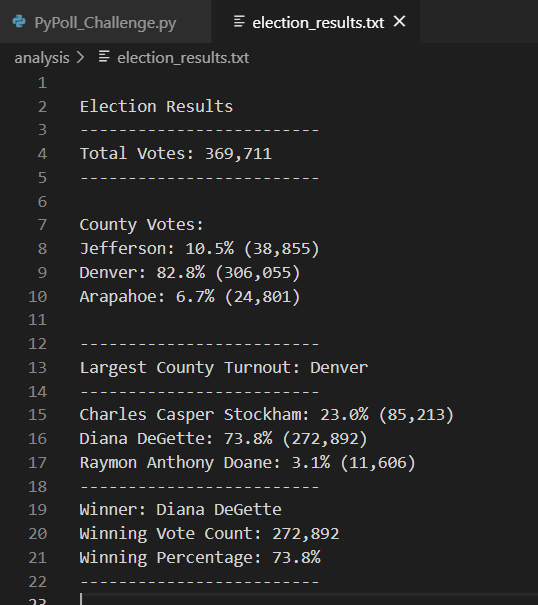 PyPoll_Challenge.py election_results.txt
analysis > election_results.txt
1
2 Election Results
3 -------------------------
4 Total Votes: 369,711
5 -------------------------
6
7 County Votes:
8 Jefferson: 10.5% (38,855)
9 Denver: 82.8% (306,055)
10 Arapahoe: 6.7% (24,801)
11
12 -------------------------
13 Largest County Turnout: Denver
14 -------------------------
15 Charles Casper Stockham: 23.0% (85,213)
16 Diana DeGette: 73.8% (272,892)
17 Raymon Anthony Doane: 3.1% (11,606)
18 -------------------------
19 Winner: Diana DeGette
20 Winning Vote Count: 272,892
21 Winning Percentage: 73.8%
22 -------------------------
23